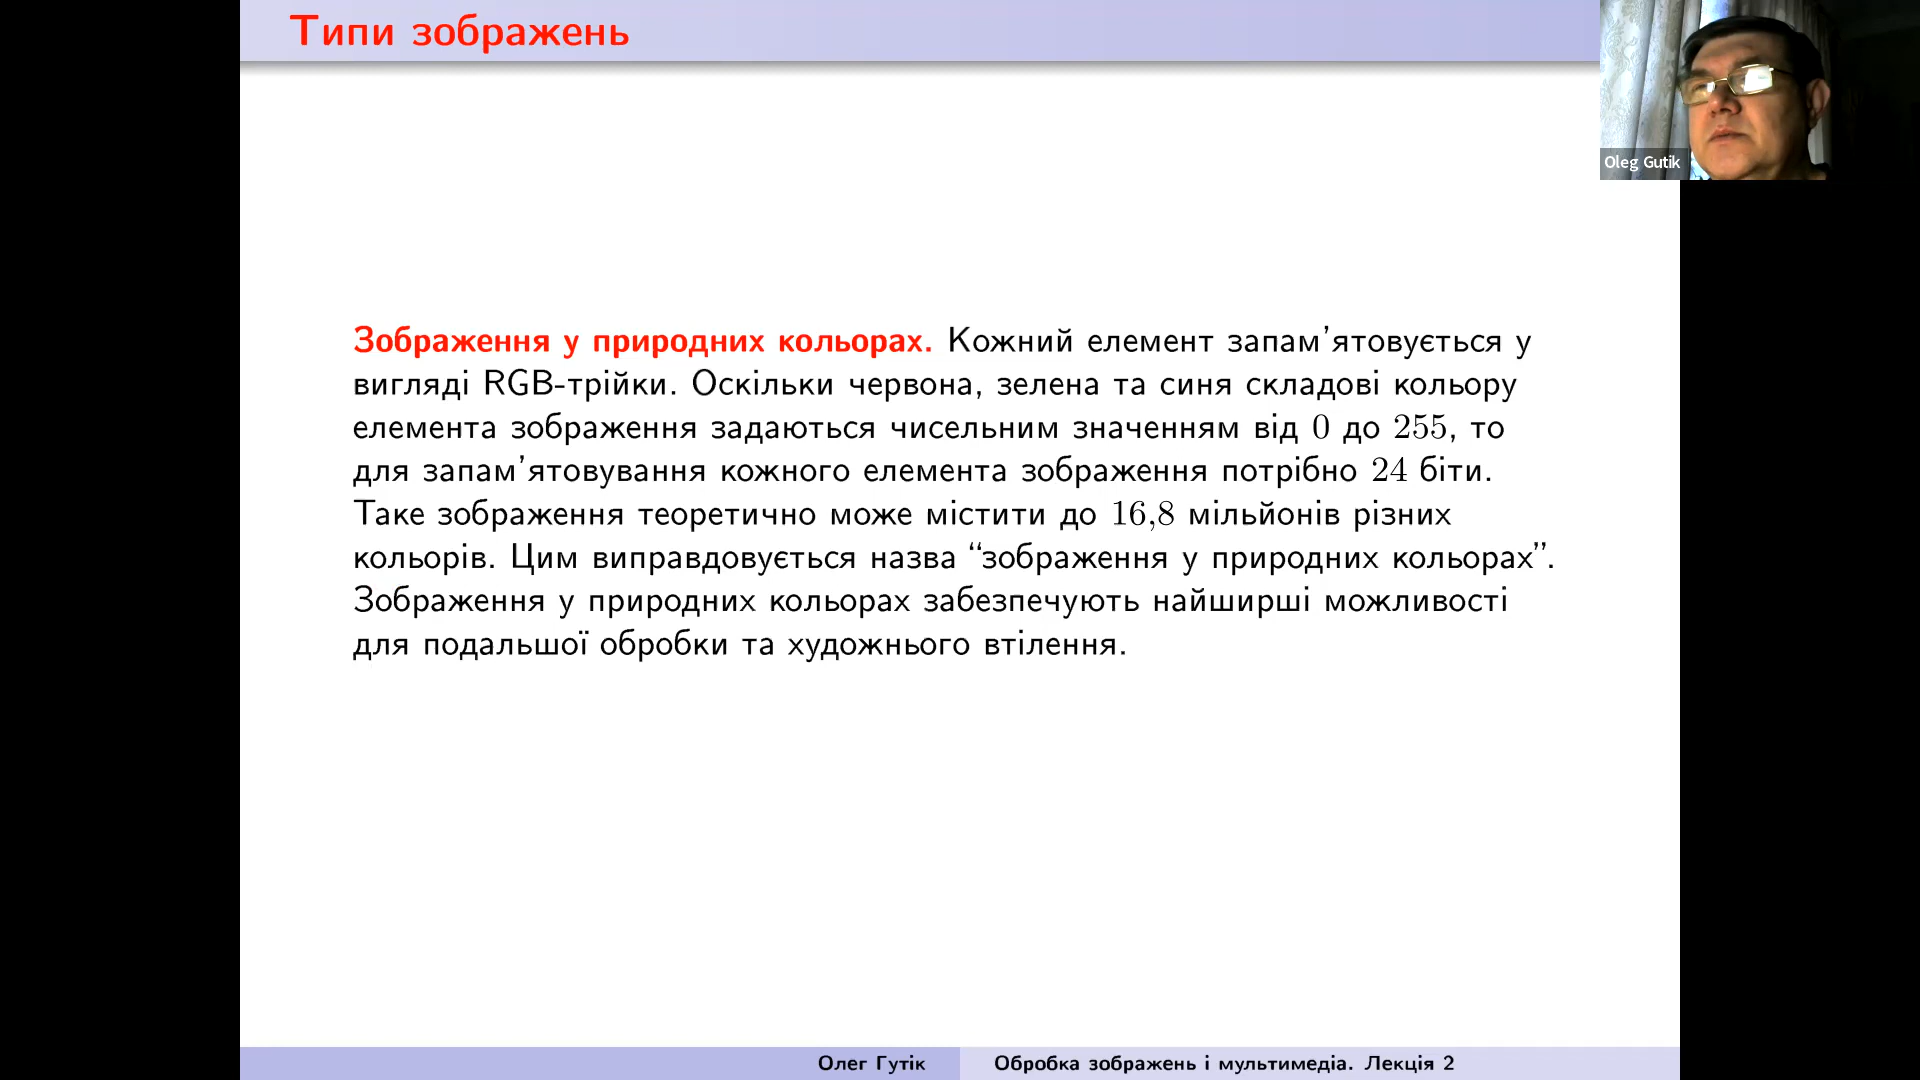 Типи зображень
Oleg Gutik
Зображення у природних кольорах. Кожний елемент запам’ятовується у
вигляді RGB-трійки. Оскільки червона, зелена та синя складові кольору
елемента зображення задаються чисельним значенням від 0 до 255, то
для запам’ятовування кожного елемента зображення потрібно 24 біти.
Таке зображення теоретично може містити до 16,8 мільйонів різних
кольорів. Цим виправдовується назва “зображення у природних кольорах”.
Зображення у природних кольорах забезпечують найширші можливості
для подальшої обробки та художнього втілення.
Олег Гутік
Обробка зображень і мультимедіа. Лекція 2